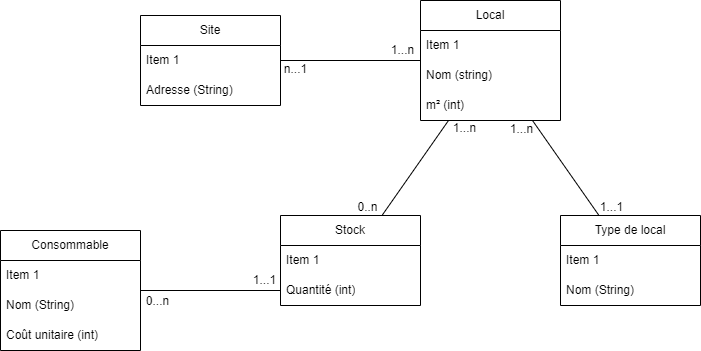 Site
Item 1
Adresse (String)
n...1
1...n
Local
Item 1
Nom (string)
m² (int)
1...n
1...n
0..n
1...1
Stock
Item 1
Quantité (int)
Type de local
Item 1
Nom (String)
Consommable
Item 1
Nom (String)
Coût unitaire (int)
1...1
0...n